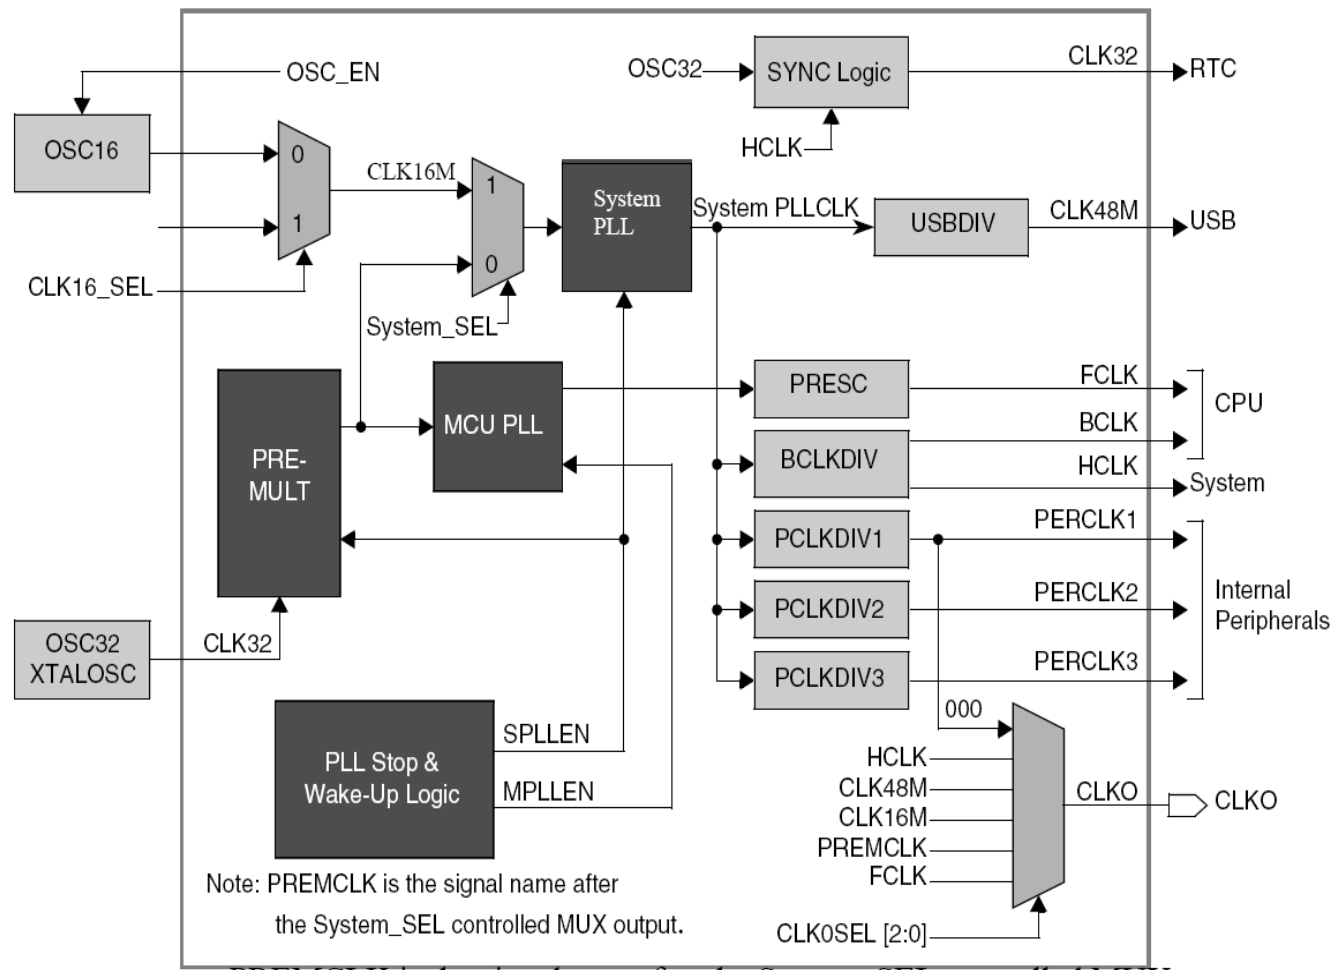 OSC_EN
OSC16
0
1
CLK16_SEL
CLK16M
1
0
System_SEL
System
PLL
OSC32
SYNC Logic
CLK32
RTC
HCLK
System PLLCLK
USBDIV
CLK48M
USB
PRE-
MULT
MCU PLL
PRESC
FCLK
BCLKDIV
BCLK
CPU
HCLK
System
PCLKDIV1
PERCLK1
PCLKDIV2
PERCLK2
Internal
Peripherals
PCLKDIV3
PERCLK3
OSC32
XTALOSC
CLK32
PLL Stop &
Wake-Up Logic
SPLLEN
MPLLEN
000
HCLK
CLK48M
CLK16M
PREMCLK
FCLK
CLKO
CLKO
CLK0SEL [2:0]
Note: PREMCLK is the signal name after
the System_SEL controlled MUX output.